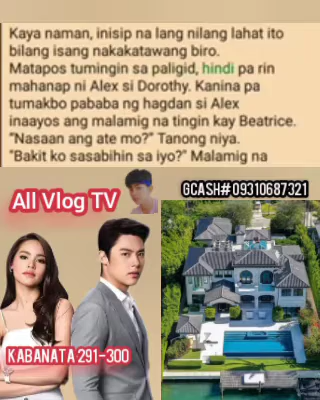 Kaya naman, inisip na lang nilang lahat ito
bilang isang nakakatawang biro.
Matapos tumingin sa paligid, hindi pa rin
mahanap ni Alex si Dorothy. Kanina pa
tumakbo pababa ng hagdan si Alex
inaayos ang malamig na tingin kay Beatrice.
"Nasaan ang ate mo?" Tanong niya.
"Bakit ko sasabihin sa iyo?" Malamig na
All Vlog TV
GCASH# 09310687321
KABANATA 291-300